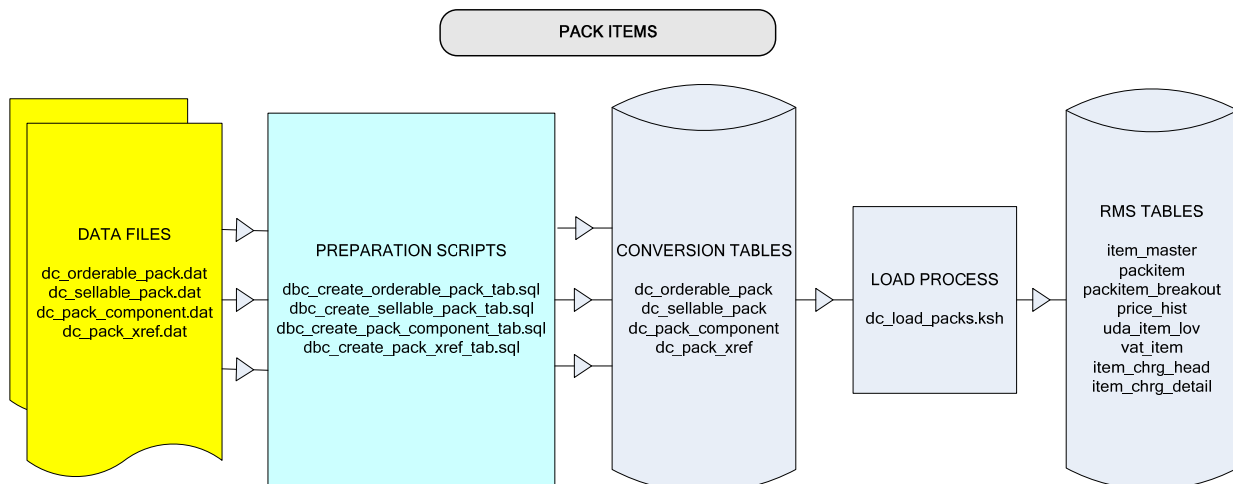 PACK ITEMS
DATA FILES
dc_orderable_pack.dat
dc_sellable_pack.dat
dc_pack_component.dat
dc_pack_xref.dat
PREPARATION SCRIPTS
dbc_create_orderable_pack_tab.sql
dbc_create_sellable_pack_tab.sql
dbc_create_pack_component_tab.sql
dbc_create_pack_xref_tab.sql
CONVERSION TABLES
dc_orderable_pack
dc_sellable_pack
dc_pack_component
dc_pack_xref
LOAD PROCESS
dc_load_packs.ksh
RMS TABLES
item_master
packitem
packitem_breakout
price_hist
uda_item_lov
vat_item
item_chrg_head
item_chrg_detail